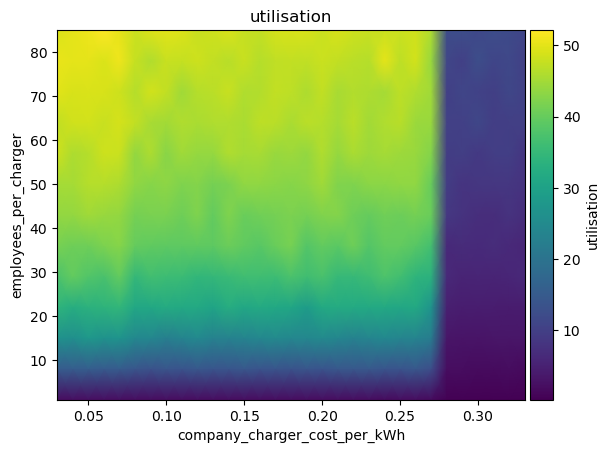 utilisation
80
70
60
50
40
30
20
10
employees_per_charger
0.05 0.10 0.15 0.20 0.25 0.30
company_charger_cost_per_kWh
50
40
30
20
10
utilisation